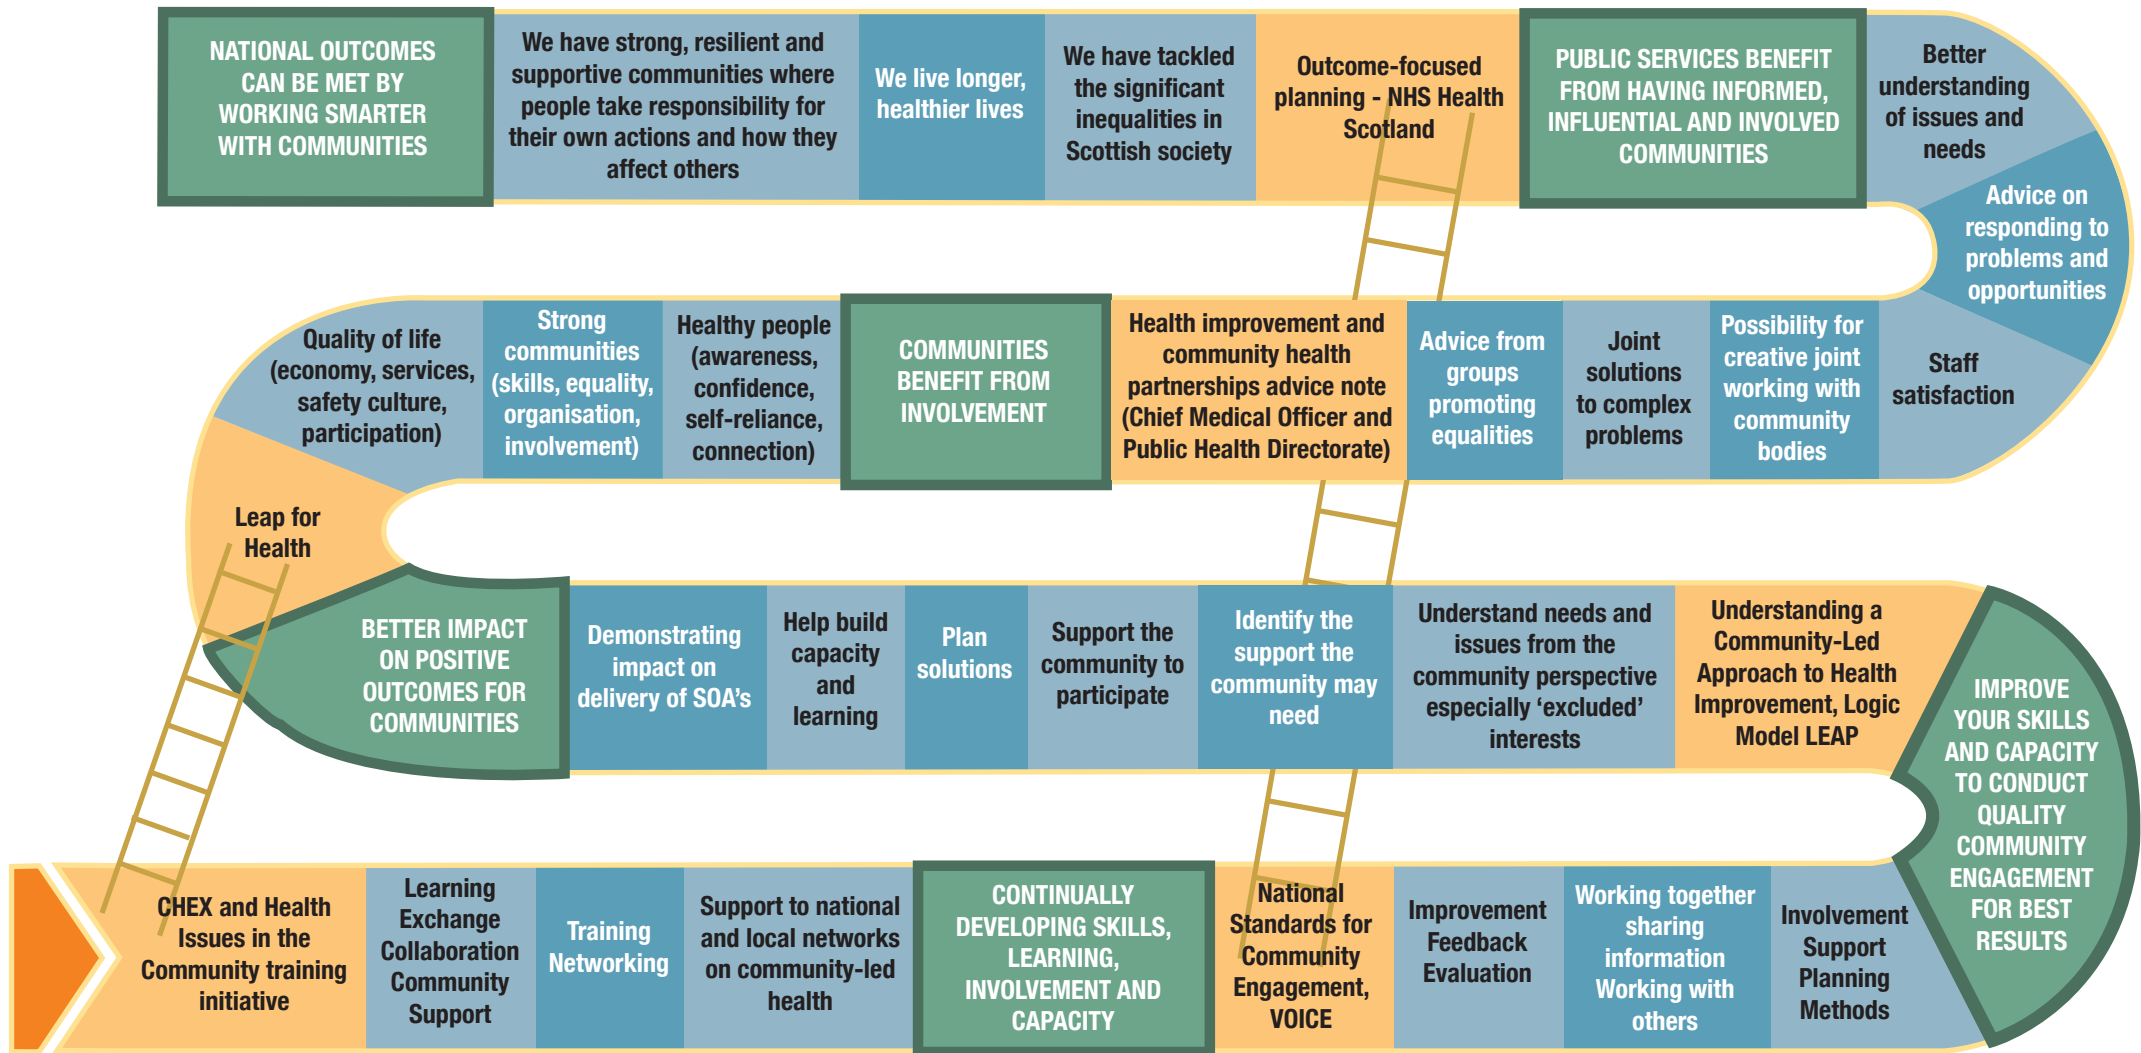 NATIONAL OUTCOMES
CAN BE MET BY
WORKING SMARTER
WITH COMMUNITIES
We have strong, resilient and
supportive communities where
people take responsibility for
their own actions and how they
affect others
We live longer,
healthier lives
We have tackled
the significant
inequalities in
Scottish society
Outcome-focused
planning - NHS Health
Scotland
PUBLIC SERVICES BENEFIT
FROM HAVING INFORMED,
INFLUENTIAL AND INVOLVED
COMMUNITIES
Better
understanding
of issues and
needs
Advice on
responding to
problems and
opportunities
Quality of life
(economy, services,
safety culture,
participation)
Strong
communities
(skills, equality,
organisation,
involvement)
Healthy people
(awareness,
confidence,
self-reliance,
connection)
COMMUNITIES
BENEFIT FROM
INVOLVEMENT
Health improvement and
community health
partnerships advice note
(Chief Medical Officer and
Public Health Directorate)
Advice from
groups
promoting
equalities
Joint
solutions
to complex
problems
Possibility for
creative joint
working with
community
bodies
Staff
satisfaction
Leap for
Health
BETTER IMPACT
ON POSITIVE
OUTCOMES FOR
COMMUNITIES
Demonstrating
impact on
delivery of SOA's
Help build
capacity
and
learning
Plan
solutions
Support the
community to
participate
Identify the
support the
community may
need
Understand needs and
issues from the
community perspective
especially ‘excluded’
interests
Understanding a
Community-Led
Approach to Health
Improvement, Logic
Model LEAP
IMPROVE
YOUR SKILLS
AND CAPACITY
TO CONDUCT
QUALITY
COMMUNITY
ENGAGEMENT
FOR BEST
RESULTS
CHEX and Health
Issues in the
Community training
initiative
Learning
Exchange
Collaboration
Community
Support
Training
Networking
Support to national
and local networks
on community-led
health
CONTINUALLY
DEVELOPING SKILLS,
LEARNING,
INVOLVEMENT AND
CAPACITY
National
Standards for
Community
Engagement,
VOICE
Improvement
Feedback
Evaluation
Working together
sharing
information
Working with
others
Involvement
Support
Planning
Methods